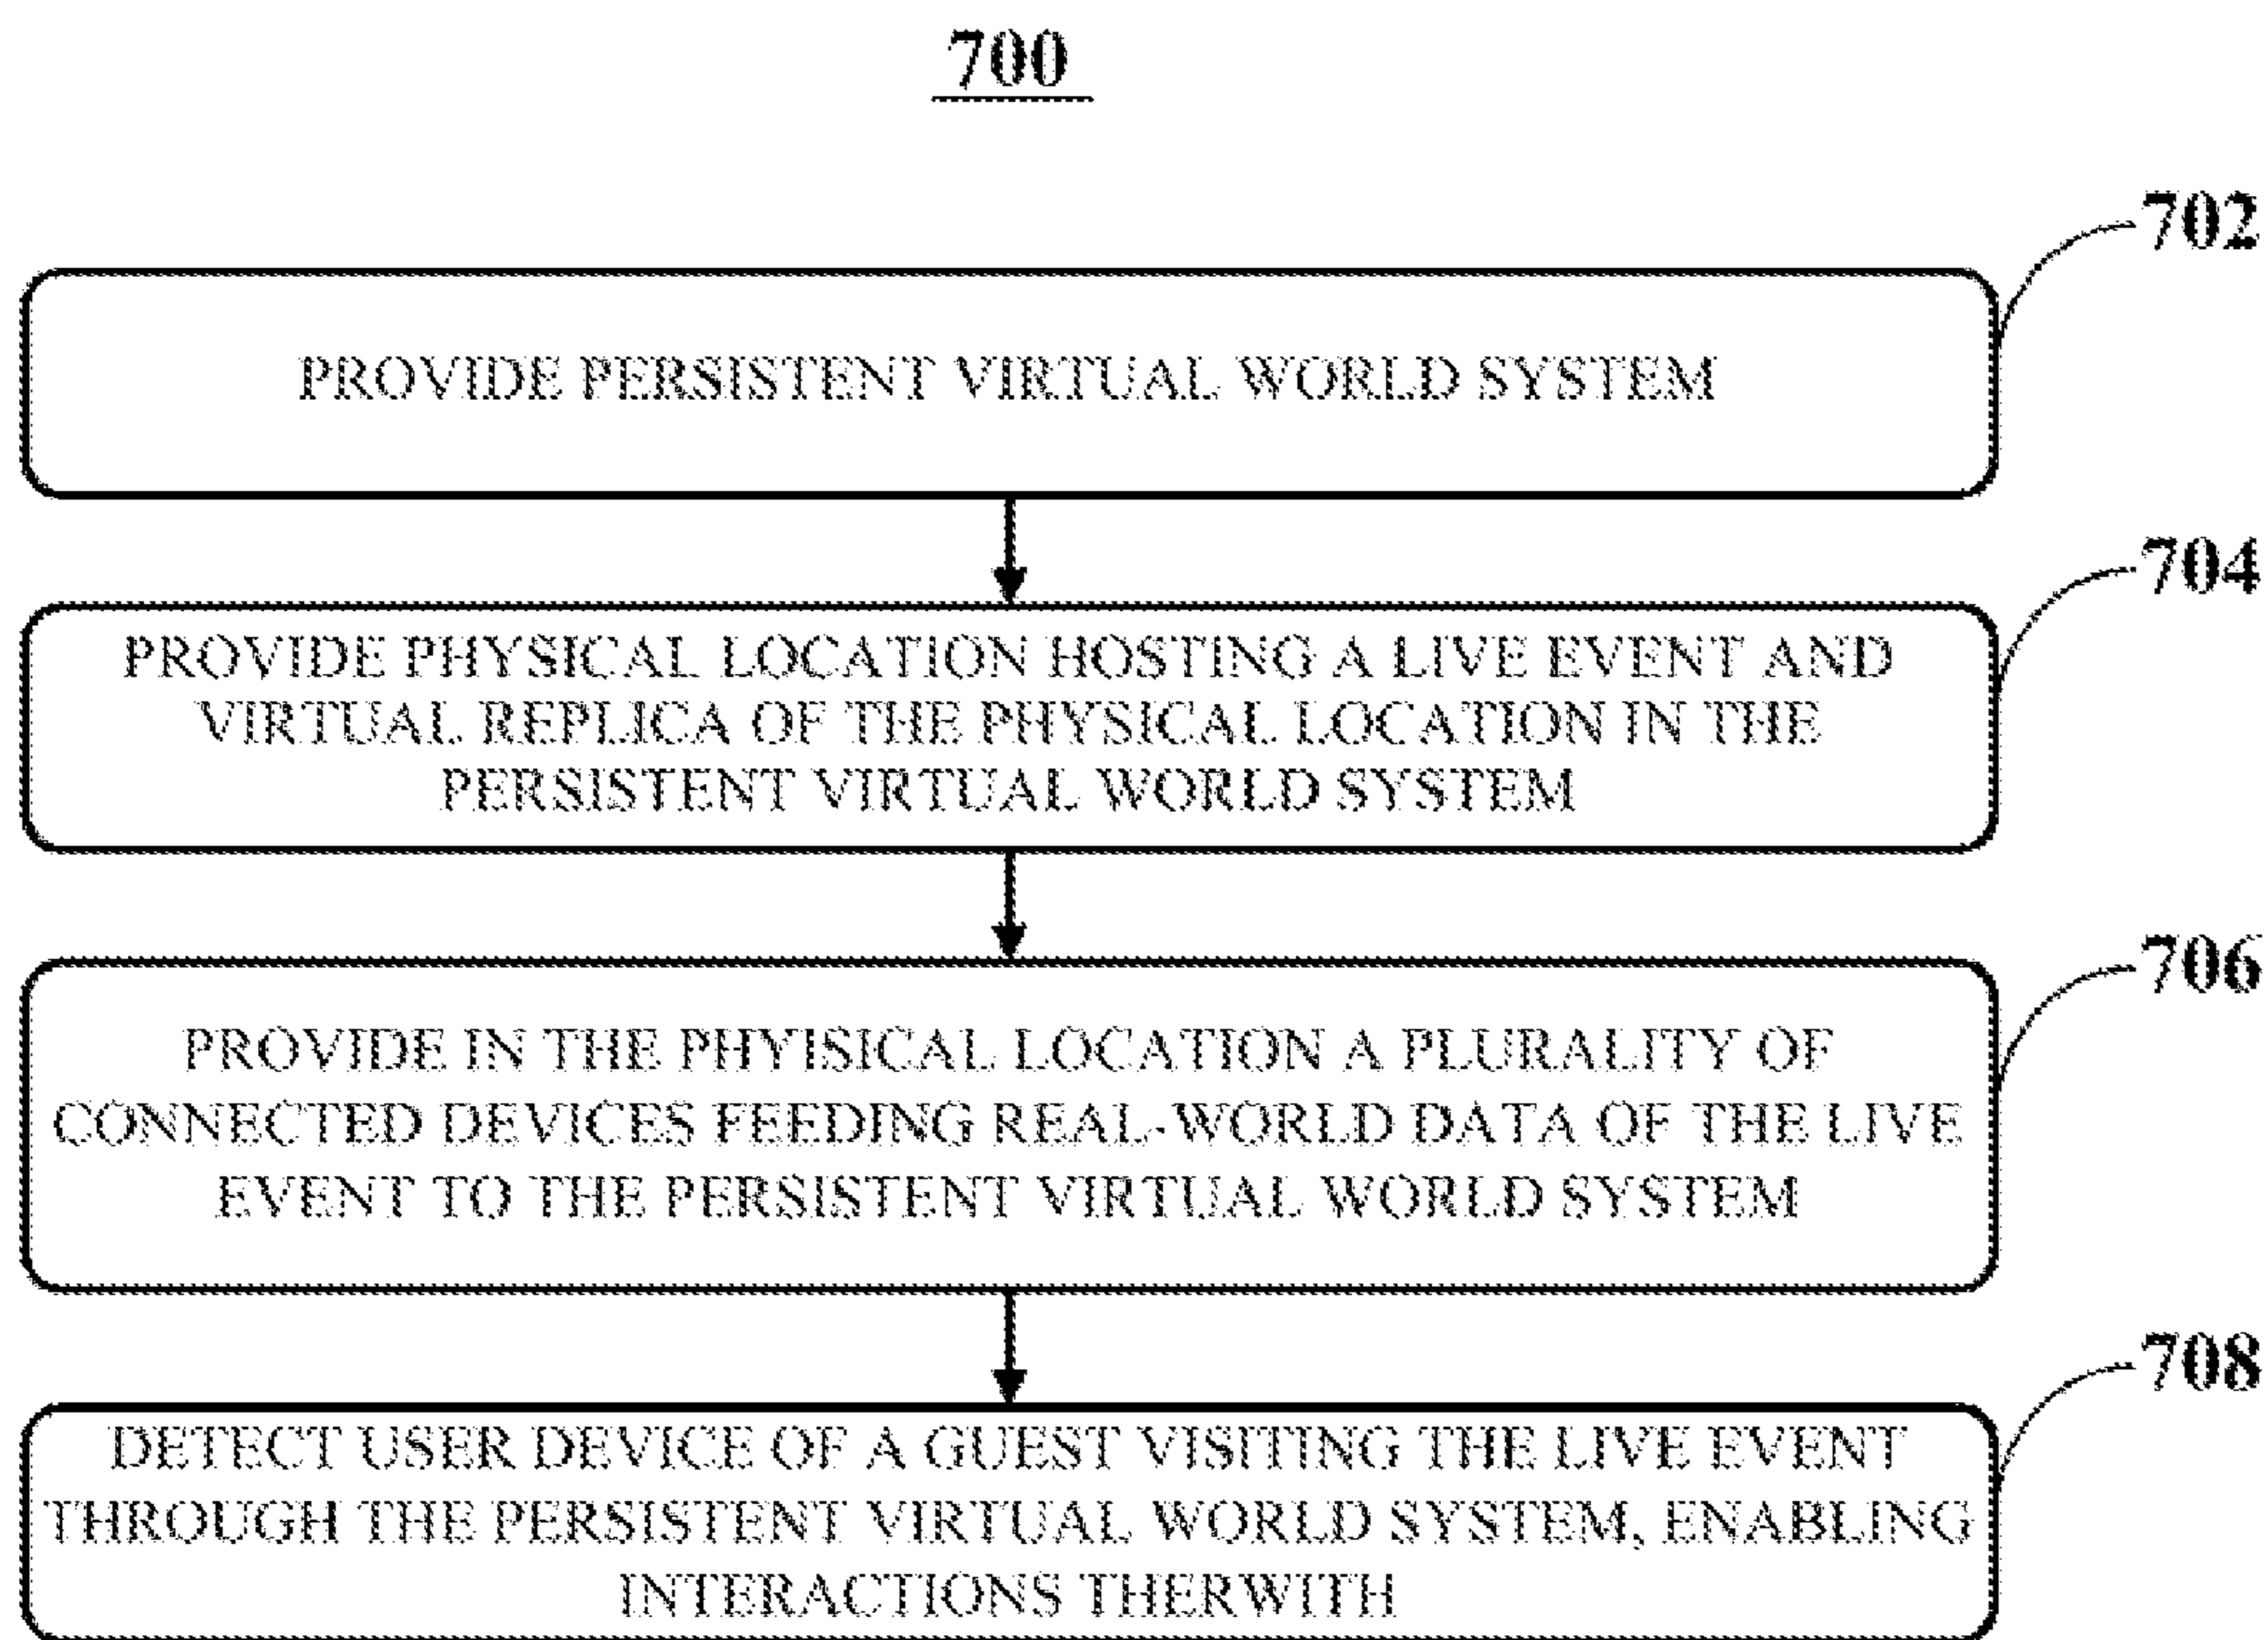 700
702
PROVIDE PERSISTENT VIRTUAL WORLD SYSTEM
704
PROVIDE PHYSICAL LOCATION HOSTING A LIVE EVENT AND
VIRTUAL REPLICA OF THE PHYSICAL LOCATION IN THE
PERSISTENT VIRTUAL WORLD SYSTEM
706
PROVIDE IN THE PHYISICAL LOCATION A PLURALITY OF
CONNECTED DEVICES FEEDING REAL-WORLD DATA OF THE LIVE
EVENT TO THE PERSISTENT VIRTUAL WORLD SYSTEM
708
DETECT USER DEVICE OF A GUEST VISITING THE LIVE EVENT
THROUGH THE PERSISTENT VIRTUAL WORLD SYSTEM, ENABLING
INTERACTIONS THERWITH